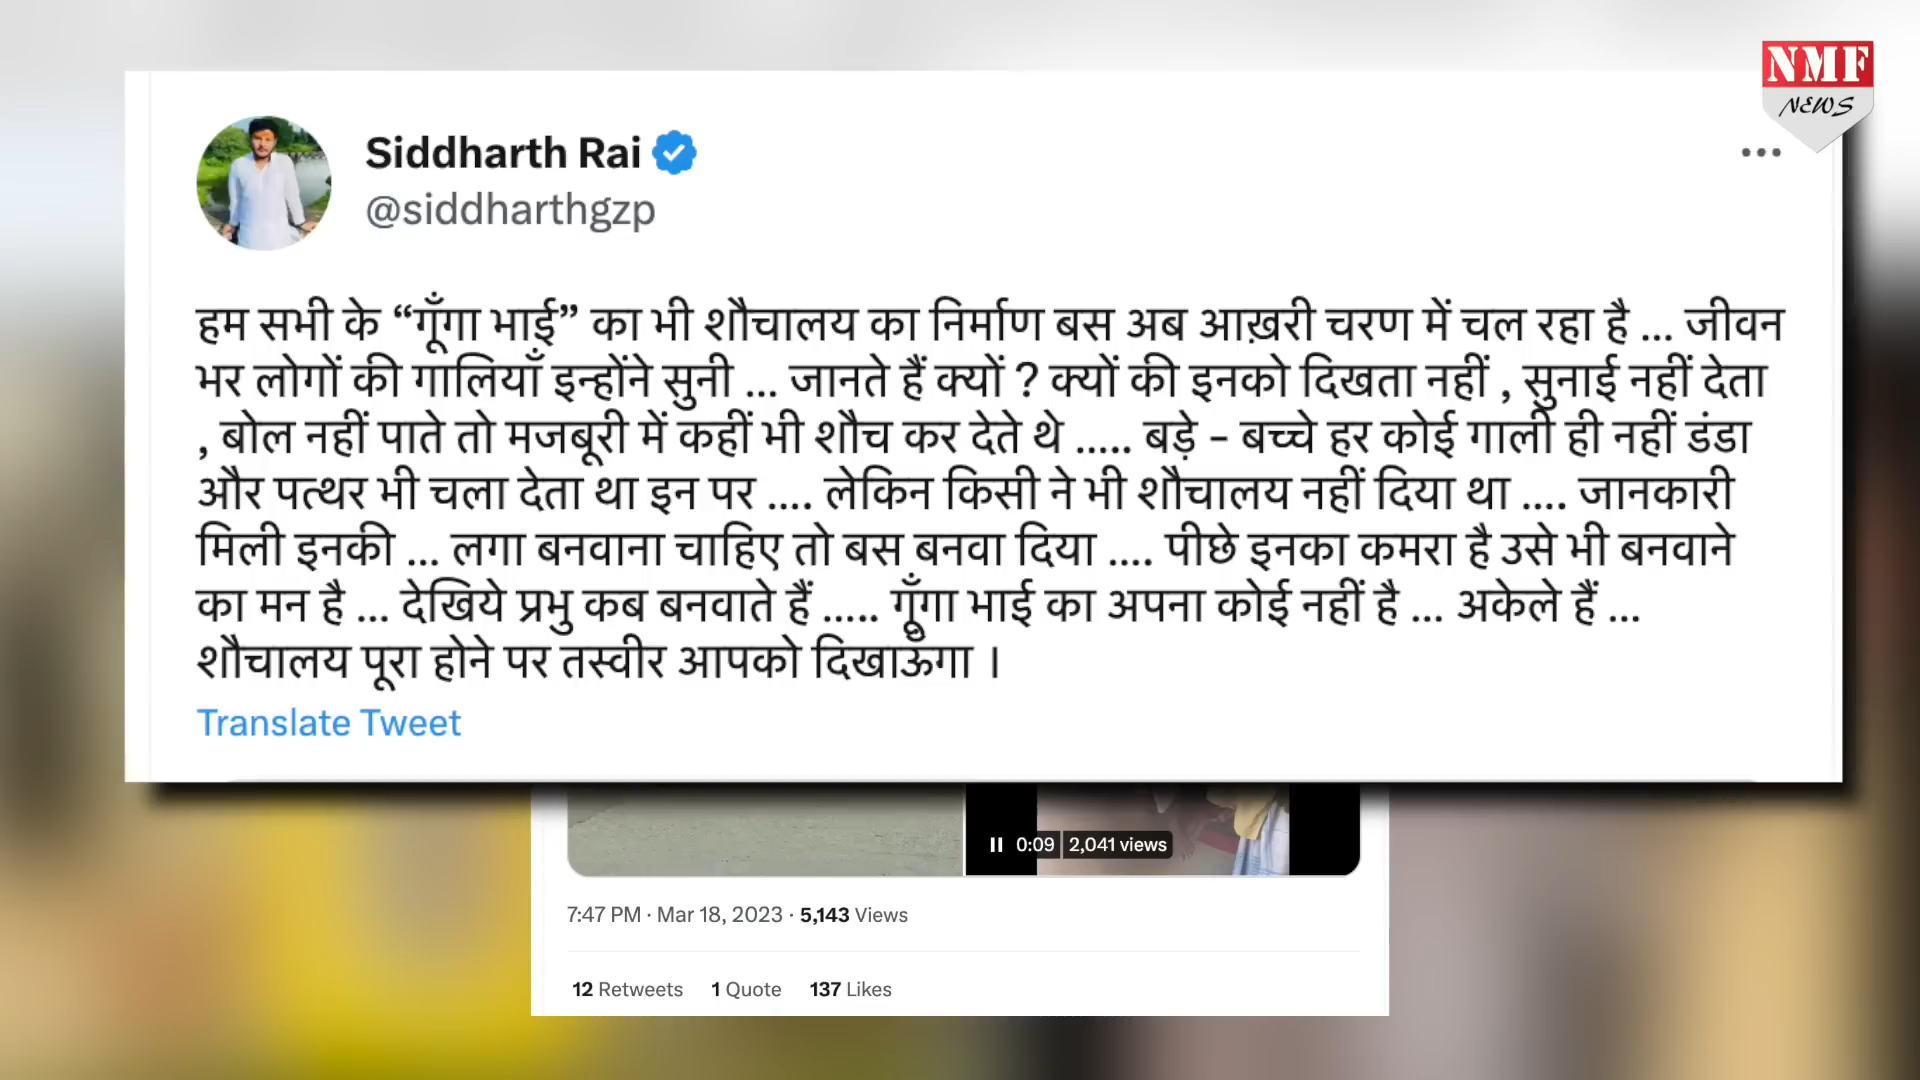 NMF
NEWS
Siddharth Rai
@siddharthgzp
हम सभी के “गूँगा भाई” का भी शौचालय का निर्माण बस अब आख़री चरण में चल रहा है ... जीवन
भर लोगों की गालियाँ इन्होंने सुनी ... जानते हैं क्यों ? क्यों की इनको दिखता नहीं , सुनाई नहीं देता
, बोल नहीं पाते तो मजबूरी में कहीं भी शौच कर देते थे ..... बड़े - बच्चे हर कोई गाली ही नहीं डंडा
और पत्थर भी चला देता था इन पर .... लेकिन किसी ने भी शौचालय नहीं दिया था .... जानकारी
मिली इनकी ... लगा बनवाना चाहिए तो बस बनवा दिया .... पीछे इनका कमरा है उसे भी बनवाने
का मन है ... देखिये प्रभु कब बनवाते हैं ..... गूँगा भाई का अपना कोई नहीं है ... अकेले हैं ...
शौचालय पूरा होने पर तस्वीर आपको दिखाऊँगा ।
Translate Tweet
0:09 2,041 views
7:47 PM · Mar 18, 2023 · 5,143 Views
12 Retweets 1 Quote 137 Likes